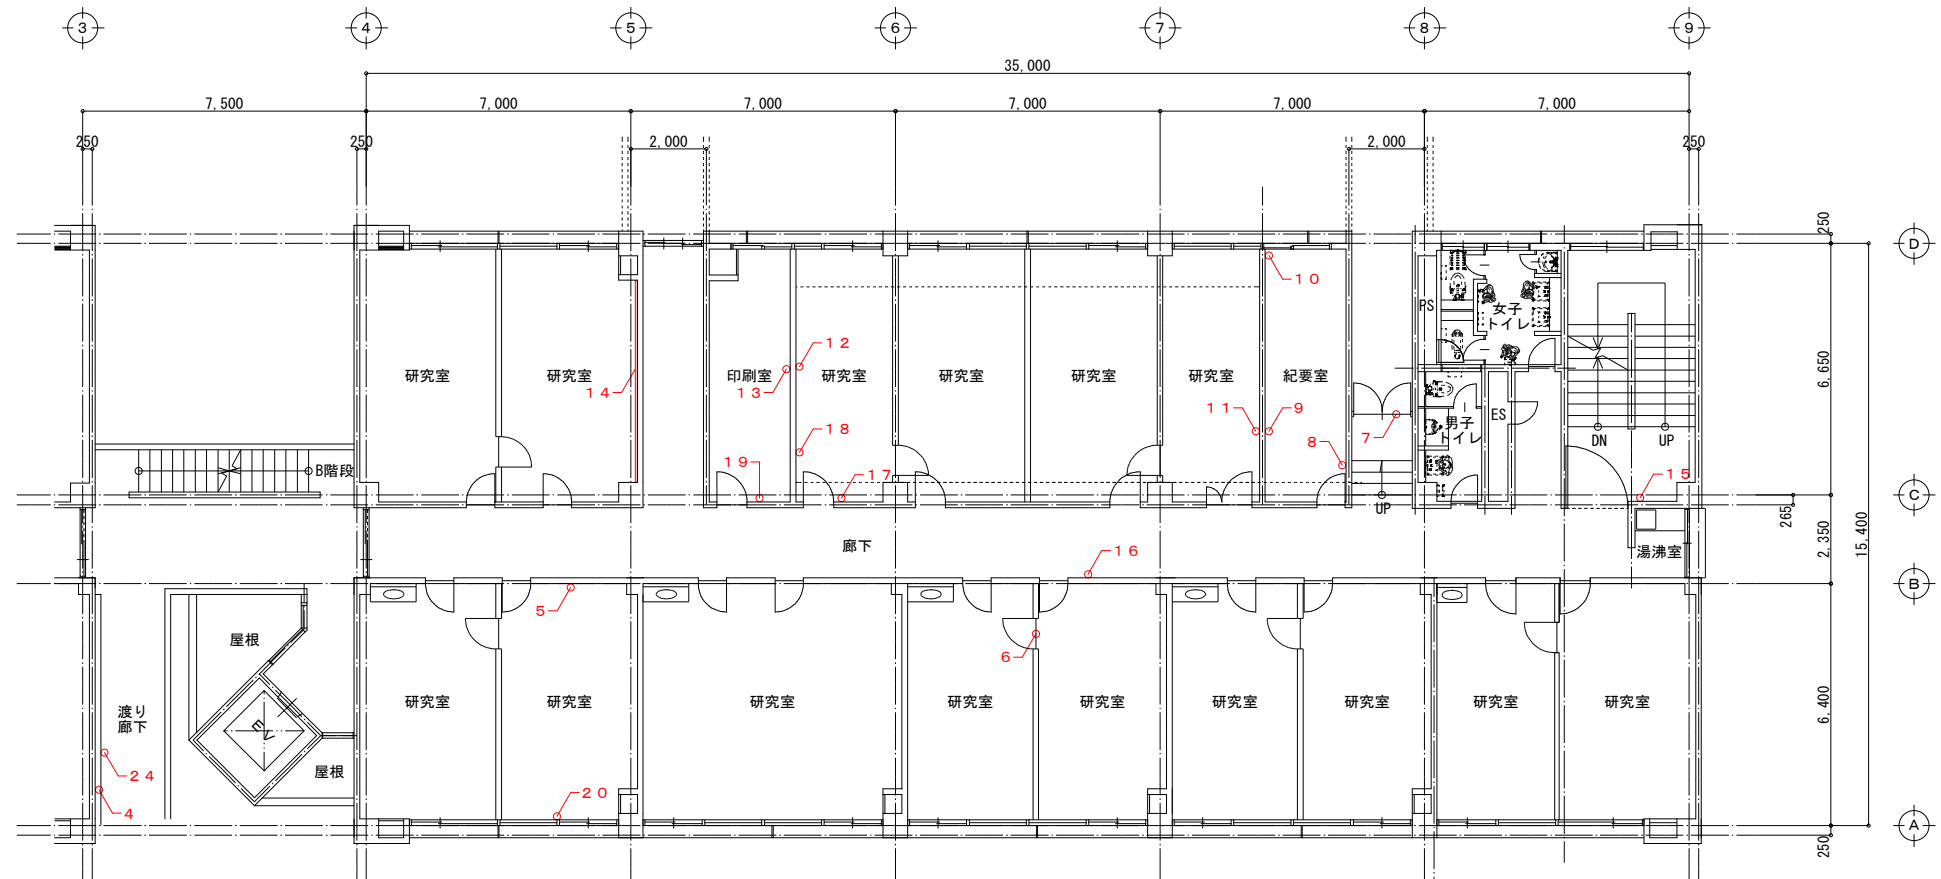 3 4 5 6 7 8 9
35,000
7,500 7,000 7,000 7,000 7,000 7,000
250 250 2,000 2,000 250
250
D
10
PS
女子
トイレ
12
研究室 研究室 印刷室 研究室 研究室 研究室 研究室 紀要室
13
14
6,650
11 9
7
8
男子
トイレ
ES
18
DN UP
B階段
19 17
15
UP
C
265
廊下
16
湯沸室
2,350
15,400
B
5
屋根
6
研究室 研究室 研究室 研究室 研究室 研究室 研究室 研究室 研究室
渡り
廊下
EV
6,400
屋根
24
20
4
A
250